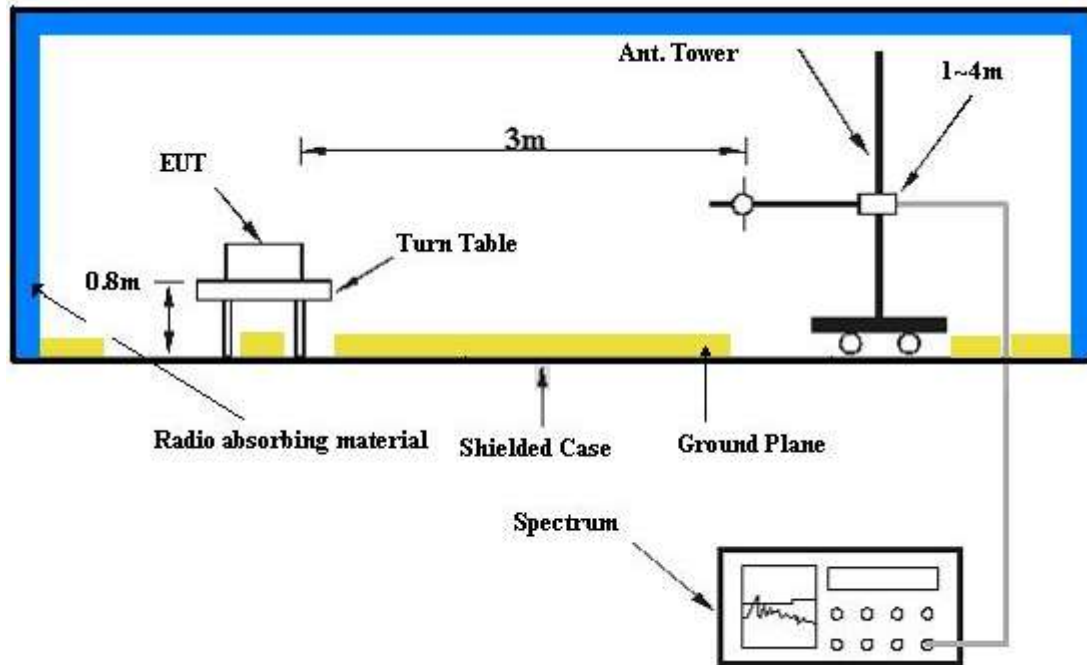 Ant. Tower
1~4m
3m
EUT
Turn Table
0.8m
Radio absorbing material
Shielded Case
Ground Plane
Spectrum